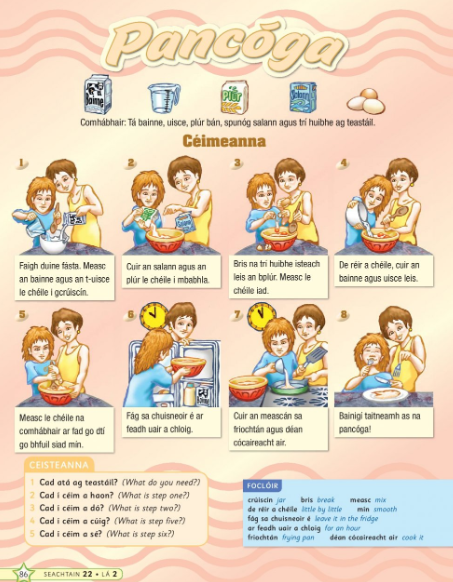 Pancóga
Comhábhair: Tá bainne, uisce, plúr bán, spunóg salann agus trí huibhe ag teastáil.
Céimeanna
1
Faigh duine fásta. Measc
an bainne agus an t-uisce
le chéile i gcrúiscín.
2
Cuir an salann agus an
plúr le chéile i mbabhla.
3
Bris na trí huibhe isteach
leis an bplúr. Measc le
chéile iad.
4
De réir a chéile, cuir an
bainne agus uisce leis.
5
Measc le chéile na
comhábhair ar fad go dtí
go bhfuil siad mín.
6
Fág sa chuisneoir é ar
feadh uair a chloig.
7
Cuir an meascán sa
friochtán agus déan
cócaireacht air.
8
Bainigí taitneamh as na
pancóga!
CEISTEANNA
1 Cad atá ag teastáil? (What do you need?)
2 Cad i céim a haon? (What is step one?)
3 Cad i céim a dó? (What is step two?)
4 Cad i céim a cúig? (What is step five?)
5 Cad i céim a sé? (What is step six?)
FOCLÓIR
crúiscín jar bris break measc mix
de réir a chéile little by little mín smooth
fág sa chuisneoir é leave it in the fridge
ar feadh uair a chloig for an hour
friochtán frying pan déan cócaireacht air cook it
86 SEACHTAIN 22 • LÁ 2